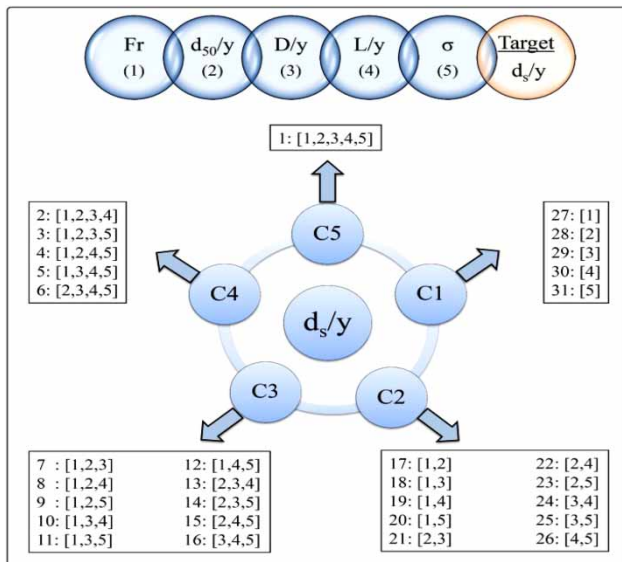 Fr d₅₀/y D/y L/y σ Target
(1) (2) (3) (4) (5) dₛ/y
1: [1,2,3,4,5]
2: [1,2,3,4]
3: [1,2,3,5]
4: [1,2,4,5]
5: [1,3,4,5]
6: [2,3,4,5]
C5
27: [1]
28: [2]
29: [3]
30: [4]
31: [5]
C4
C1
dₛ/y
C3
C2
7 : [1,2,3] 12: [1,4,5]
8 : [1,2,4] 13: [2,3,4]
9 : [1,2,5] 14: [2,3,5]
10: [1,3,4] 15: [2,4,5]
11: [1,3,5] 16: [3,4,5]
17: [1,2] 22: [2,4]
18: [1,3] 23: [2,5]
19: [1,4] 24: [3,4]
20: [1,5] 25: [3,5]
21: [2,3] 26: [4,5]